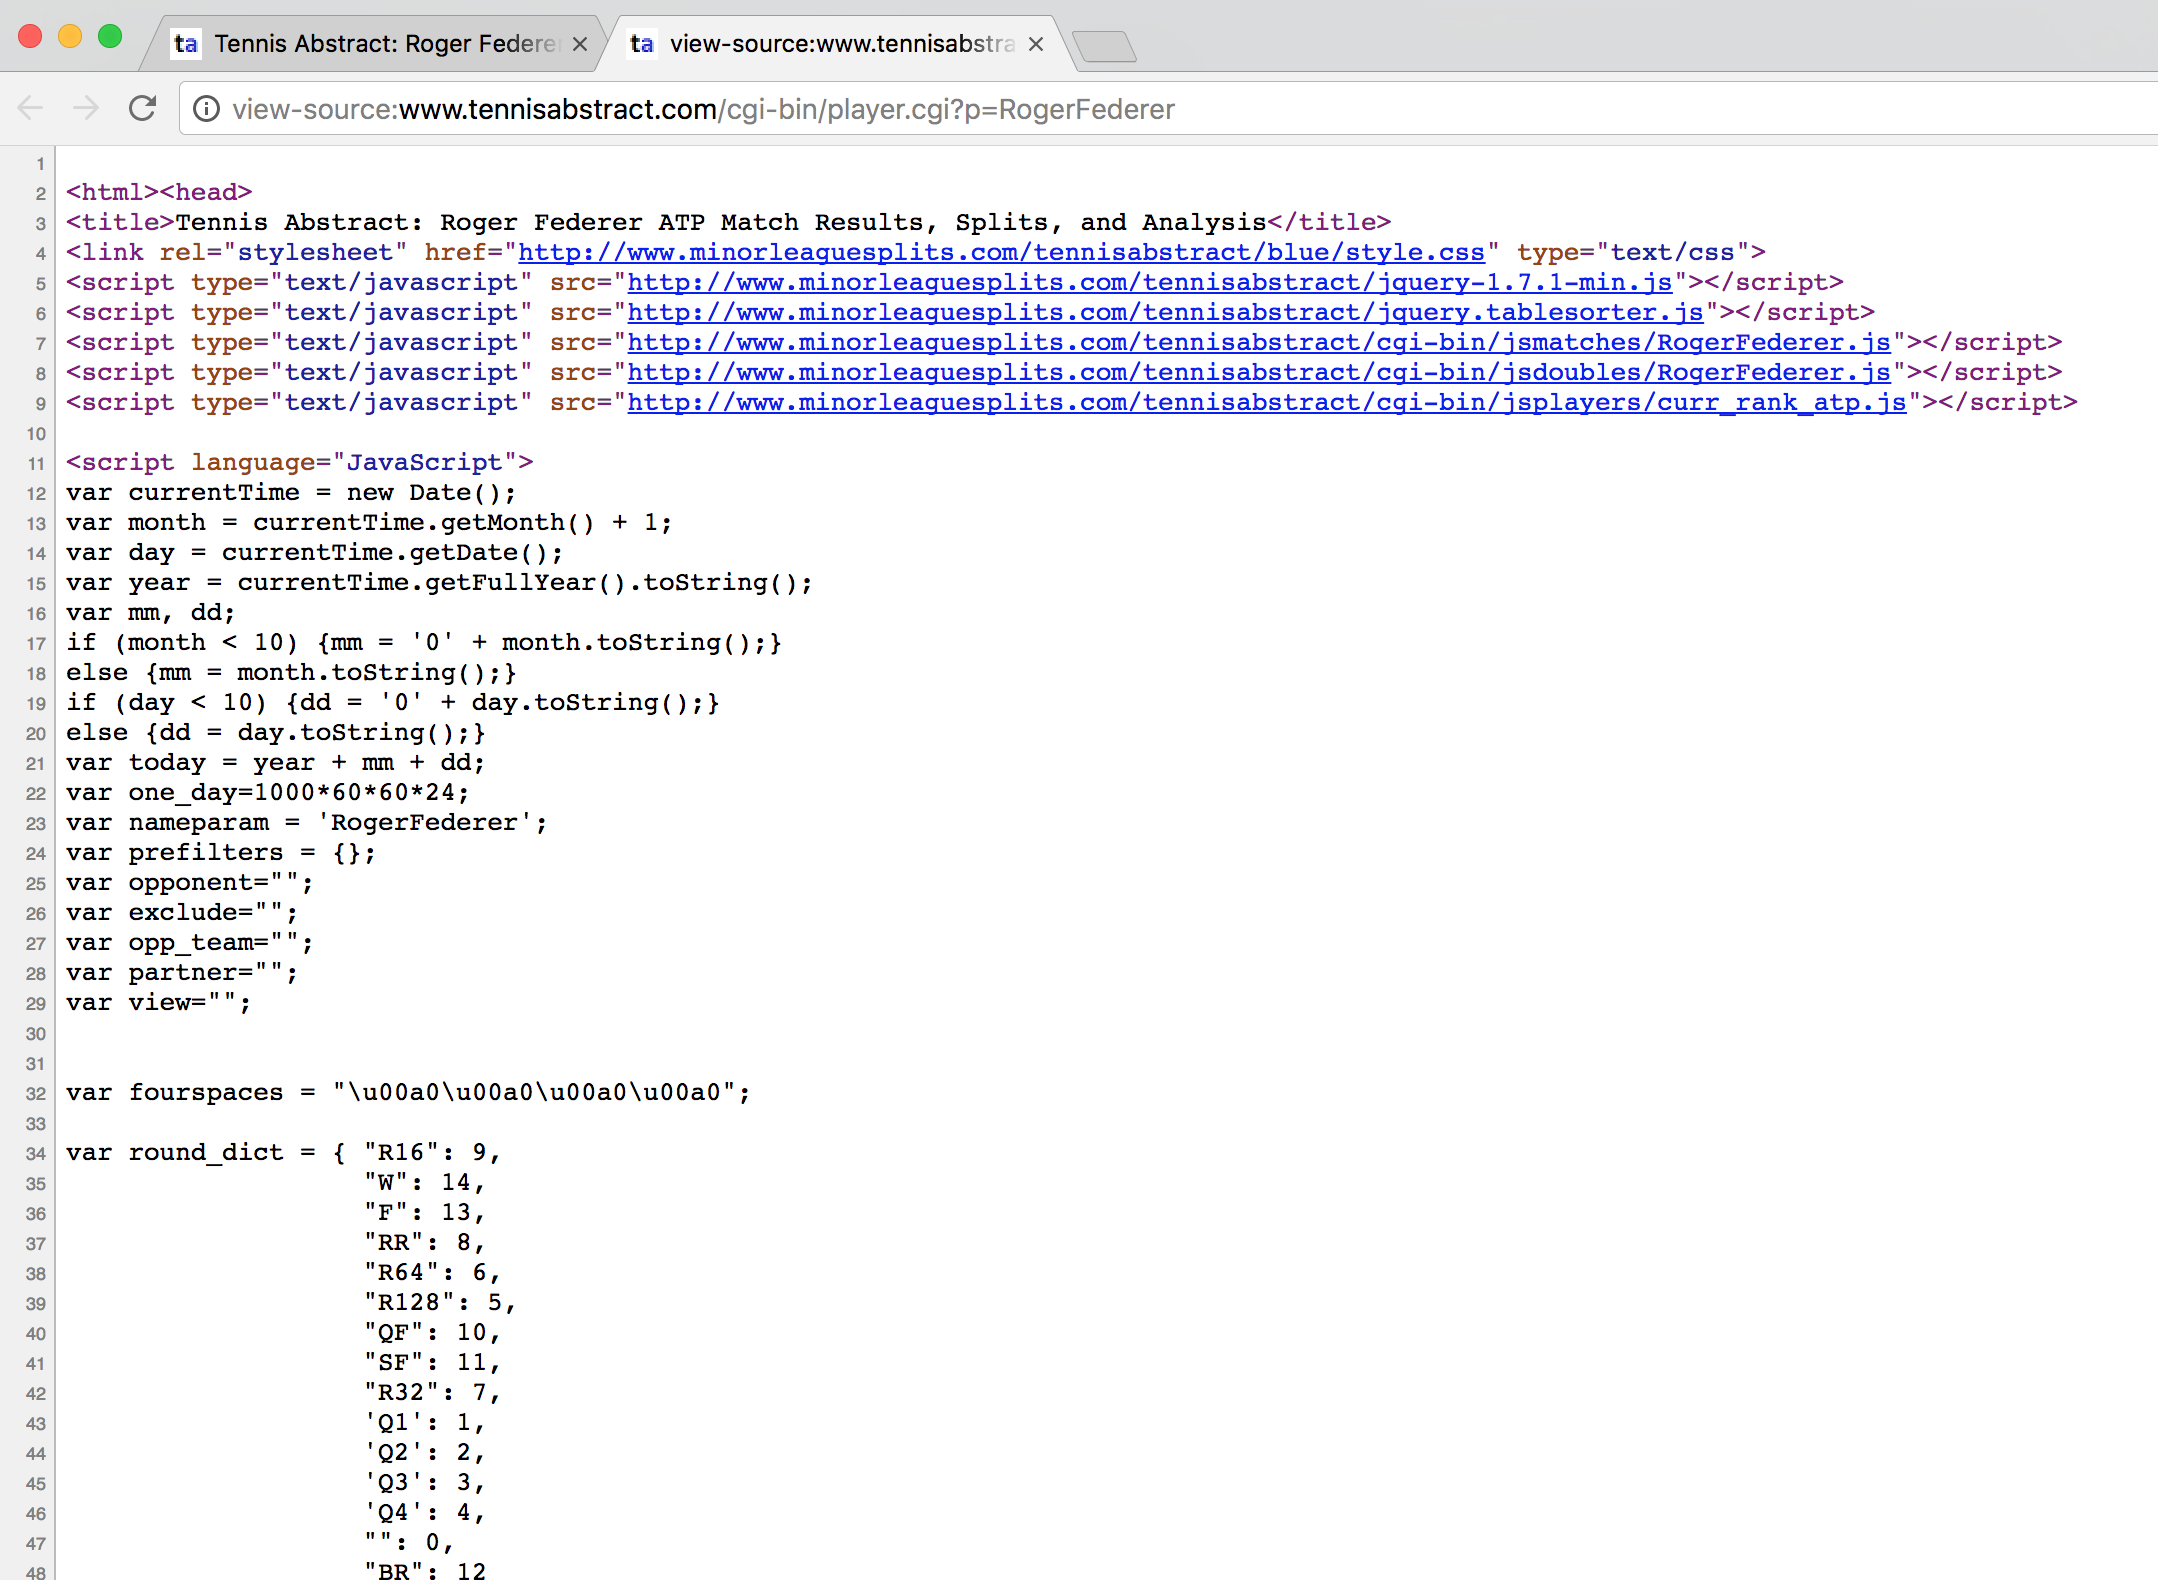 ta Tennis Abstract: Roger Federe ×
ta view-source:www.tennisabstra ×
view-source:www.tennisabstract.com/cgi-bin/player.cgi?p=RogerFederer
1
2 <html><head>
3 <title>Tennis Abstract: Roger Federer ATP Match Results, Splits, and Analysis</title>
4 <link rel="stylesheet" href="http://www.minorleaguesplits.com/tennisabstract/blue/style.css" type="text/css">
5 <script type="text/javascript" src="http://www.minorleaguesplits.com/tennisabstract/jquery-1.7.1-min.js"></script>
6 <script type="text/javascript" src="http://www.minorleaguesplits.com/tennisabstract/jquery.tablesorter.js"></script>
7 <script type="text/javascript" src="http://www.minorleaguesplits.com/tennisabstract/cgi-bin/jsmatches/RogerFederer.js"></script>
8 <script type="text/javascript" src="http://www.minorleaguesplits.com/tennisabstract/cgi-bin/jsdoubles/RogerFederer.js"></script>
9 <script type="text/javascript" src="http://www.minorleaguesplits.com/tennisabstract/cgi-bin/jsplayers/curr_rank_atp.js"></script>
10
11 <script language="JavaScript">
12 var currentTime = new Date();
13 var month = currentTime.getMonth() + 1;
14 var day = currentTime.getDate();
15 var year = currentTime.getFullYear().toString();
16 var mm, dd;
17 if (month < 10) {mm = '0' + month.toString();}
18 else {mm = month.toString();}
19 if (day < 10) {dd = '0' + day.toString();}
20 else {dd = day.toString();}
21 var today = year + mm + dd;
22 var one_day=1000*60*60*24;
23 var nameparam = 'RogerFederer';
24 var prefilters = {};
25 var opponent="";
26 var exclude="";
27 var opp_team="";
28 var partner="";
29 var view="";
30
31
32 var fourspaces = "\u00a0\u00a0\u00a0\u00a0";
33
34 var round_dict = { "R16": 9,
35 "W": 14,
36 "F": 13,
37 "RR": 8,
38 "R64": 6,
39 "R128": 5,
40 "QF": 10,
41 "SF": 11,
42 "R32": 7,
43 'Q1': 1,
44 'Q2': 2,
45 'Q3': 3,
46 'Q4': 4,
47 "": 0,
48 "BR": 12